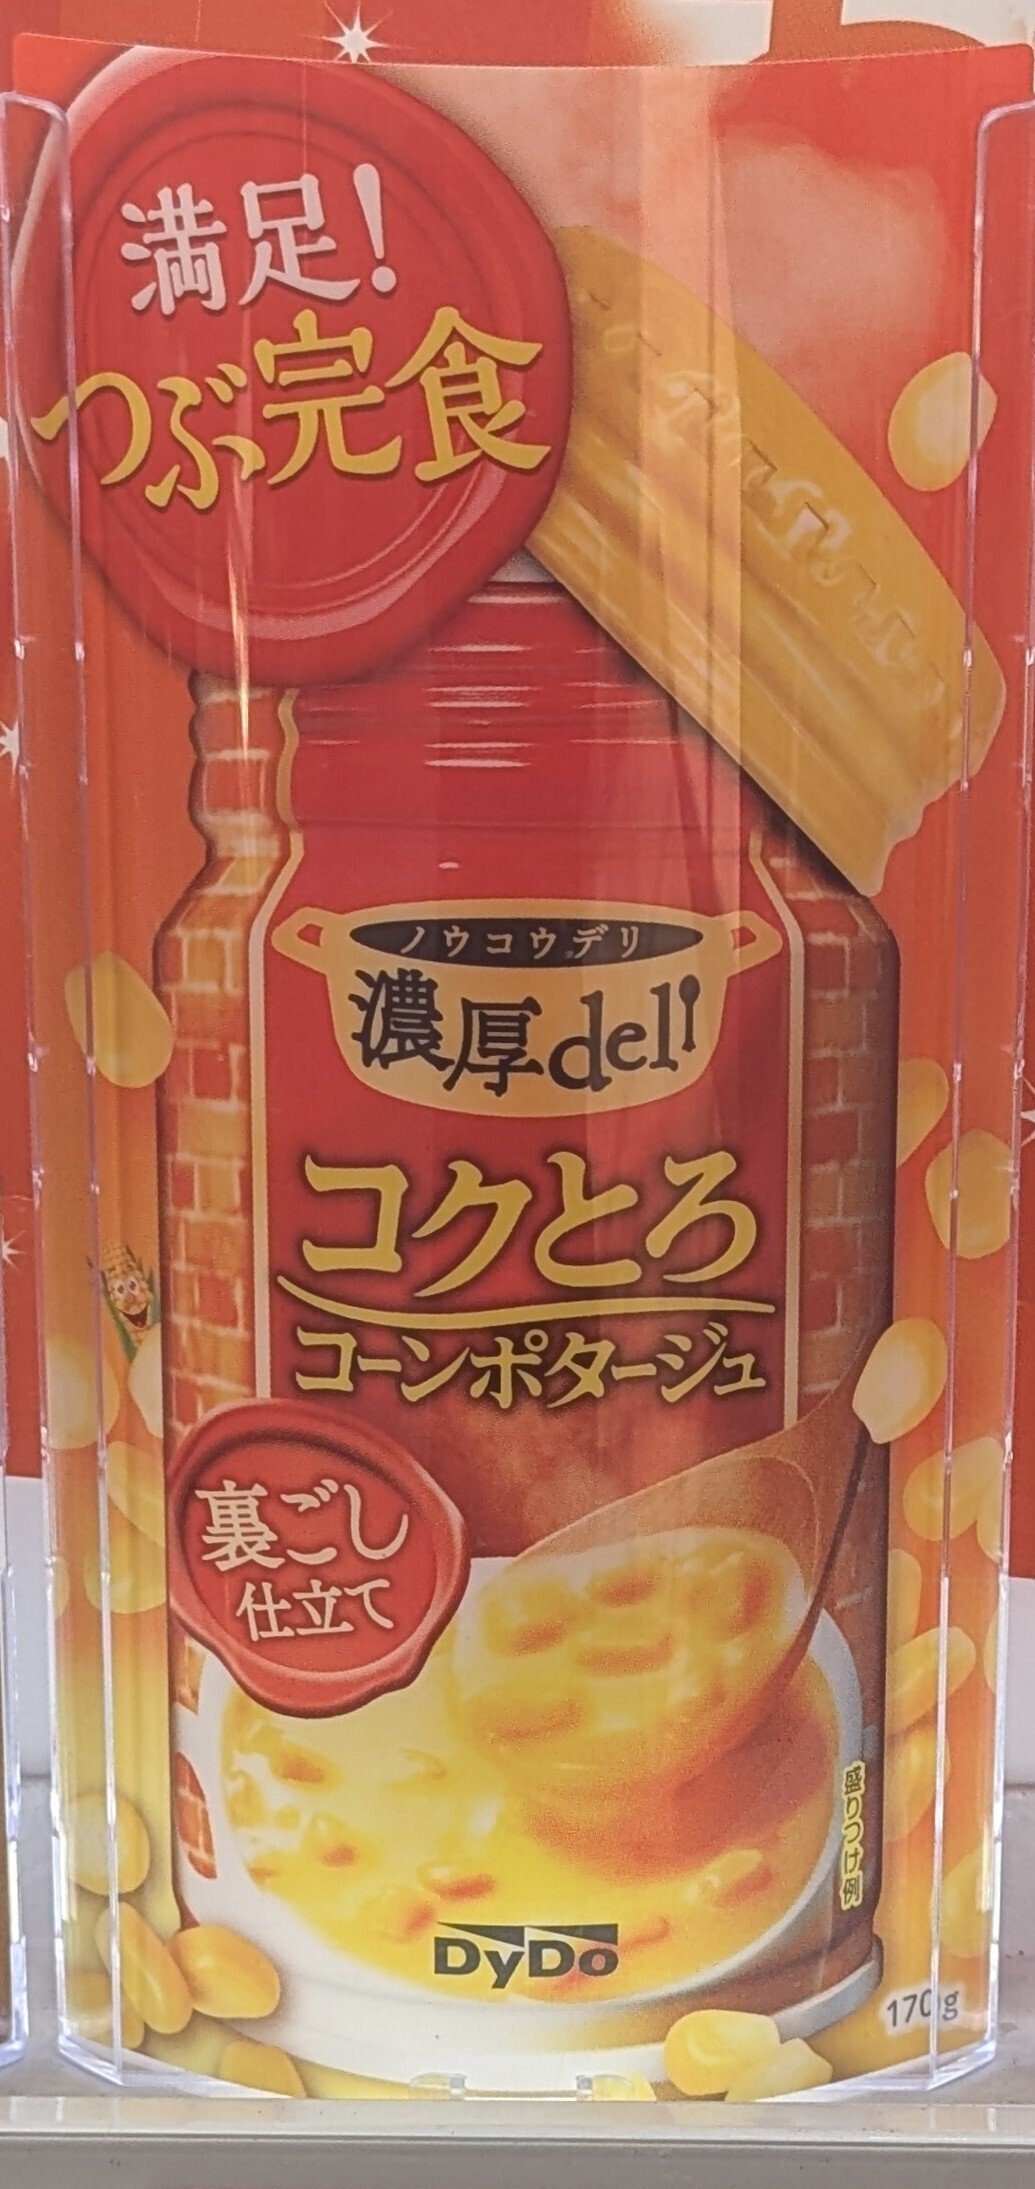 満足!
つぶ完食
ノウコウデリ
濃厚deli
コクとろ
コーンポタージュ
裏ごし
仕立て
盛りつけ例
DyDo
170g